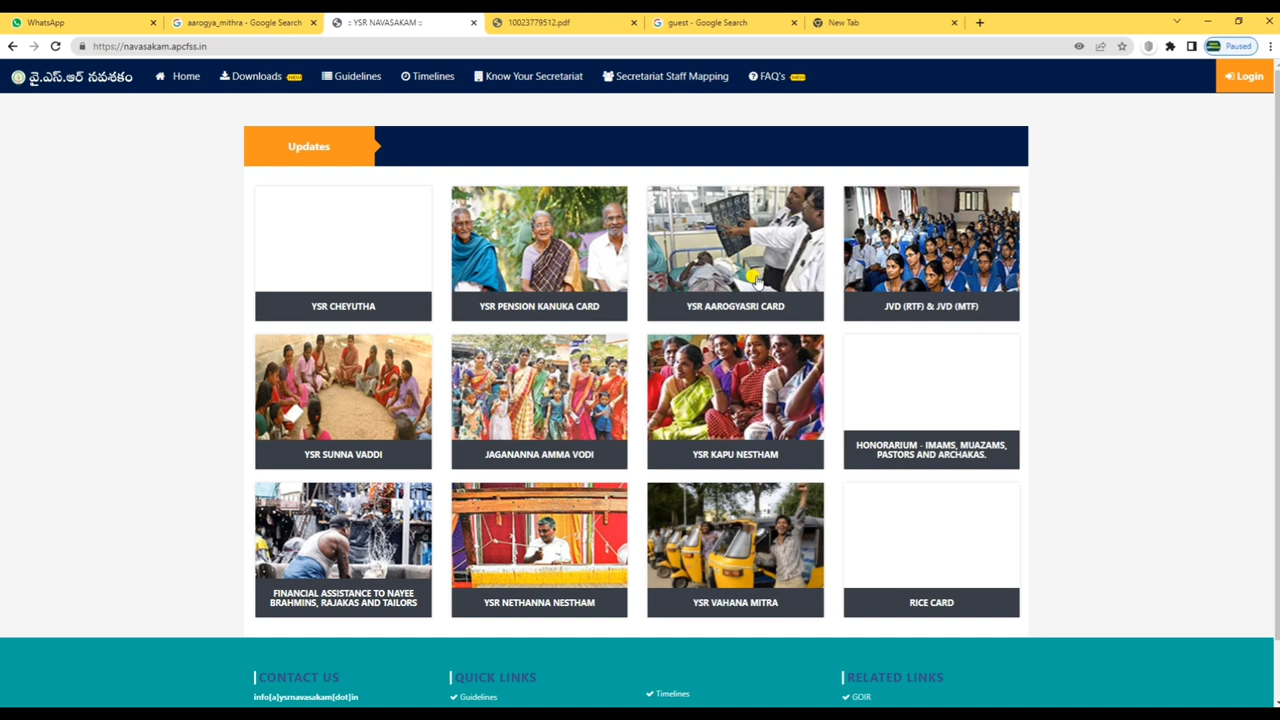 WhatsApp
aarogya_mithra - Google Search
:: YSR NAVASAKAM ::
10023779512.pdf
guest - Google Search
New Tab
https://navasakam.apcfss.in
Paused
వై.ఎస్.ఆర్ నవశకం
Home
Downloads
Guidelines
Timelines
Know Your Secretariat
Secretariat Staff Mapping
FAQ's
Login
Updates
YSR CHEYUTHA
YSR PENSION KANUKA CARD
YSR AAROGYASRI CARD
JVD (RTF) & JVD (MTF)
YSR SUNNA VADDI
JAGANANNA AMMA VODI
YSR KAPU NESTHAM
HONORARIUM - IMAMS, MUAZAMS,
PASTORS AND ARCHAKAS.
FINANCIAL ASSISTANCE TO NAYEE
BRAHMINS, RAJAKAS AND TAILORS
YSR NETHANNA NESTHAM
YSR VAHANA MITRA
RICE CARD
CONTACT US
info[a]ysrnavasakam[dot]in
QUICK LINKS
Guidelines
Timelines
RELATED LINKS
GOIR